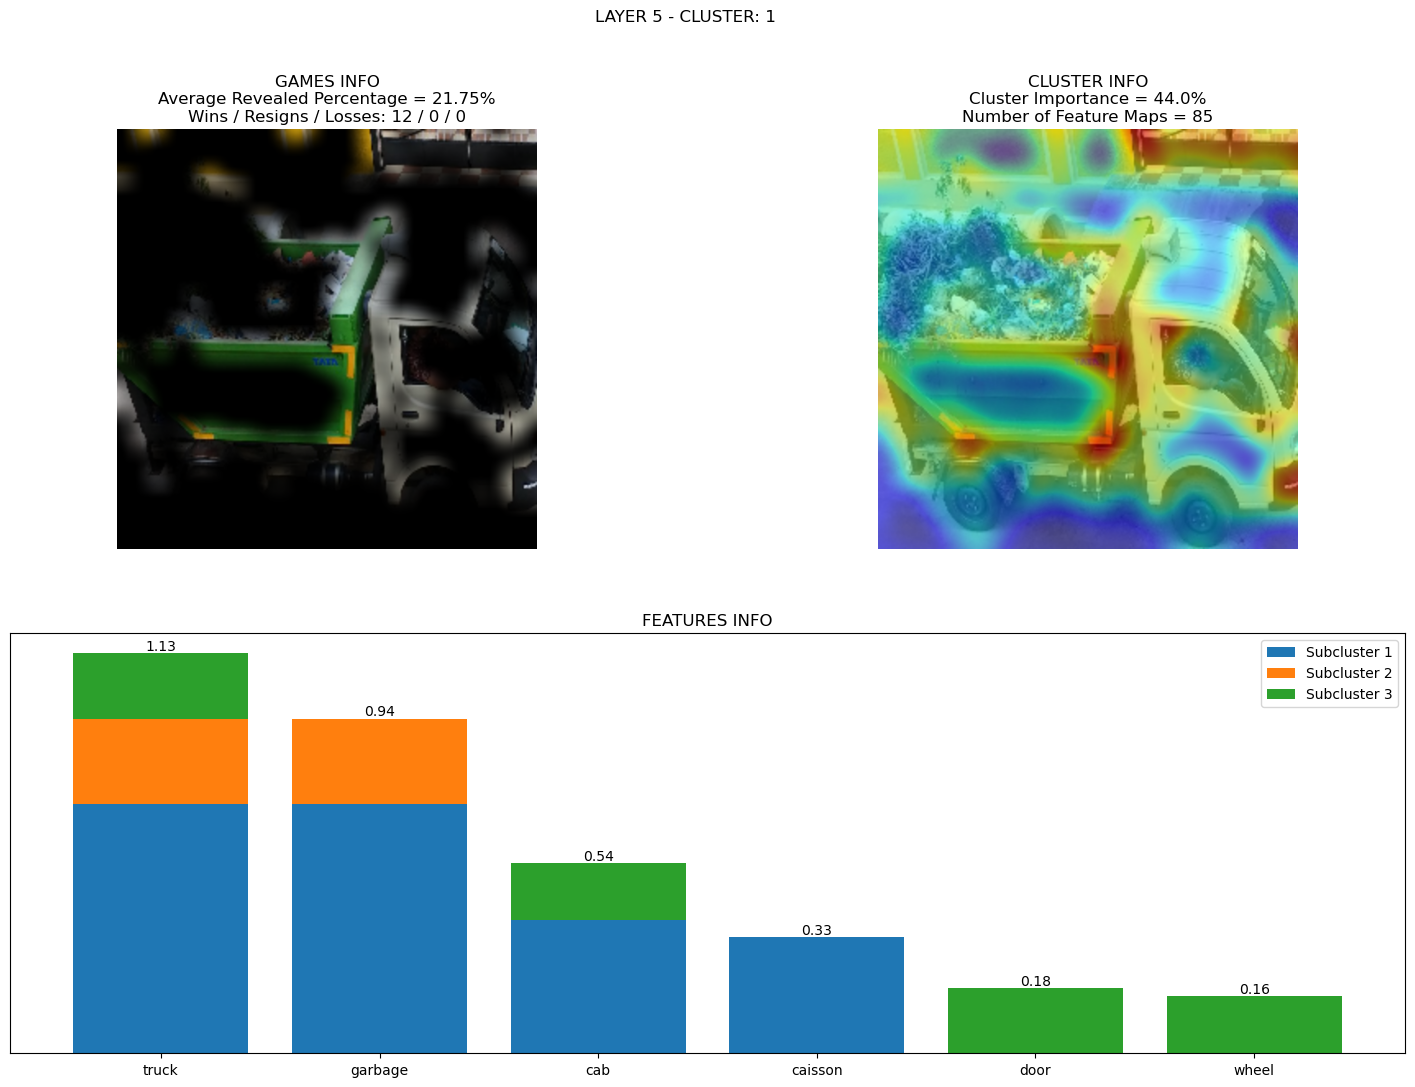 LAYER 5 - CLUSTER: 1
GAMES INFO
Average Revealed Percentage = 21.75%
Wins / Resigns / Losses: 12 / 0 / 0
CLUSTER INFO
Cluster Importance = 44.0%
Number of Feature Maps = 85
FEATURES INFO
Subcluster 1
Subcluster 2
Subcluster 3
1.13
0.94
0.54
0.33
0.18
0.16
truck
garbage
cab
caisson
door
wheel